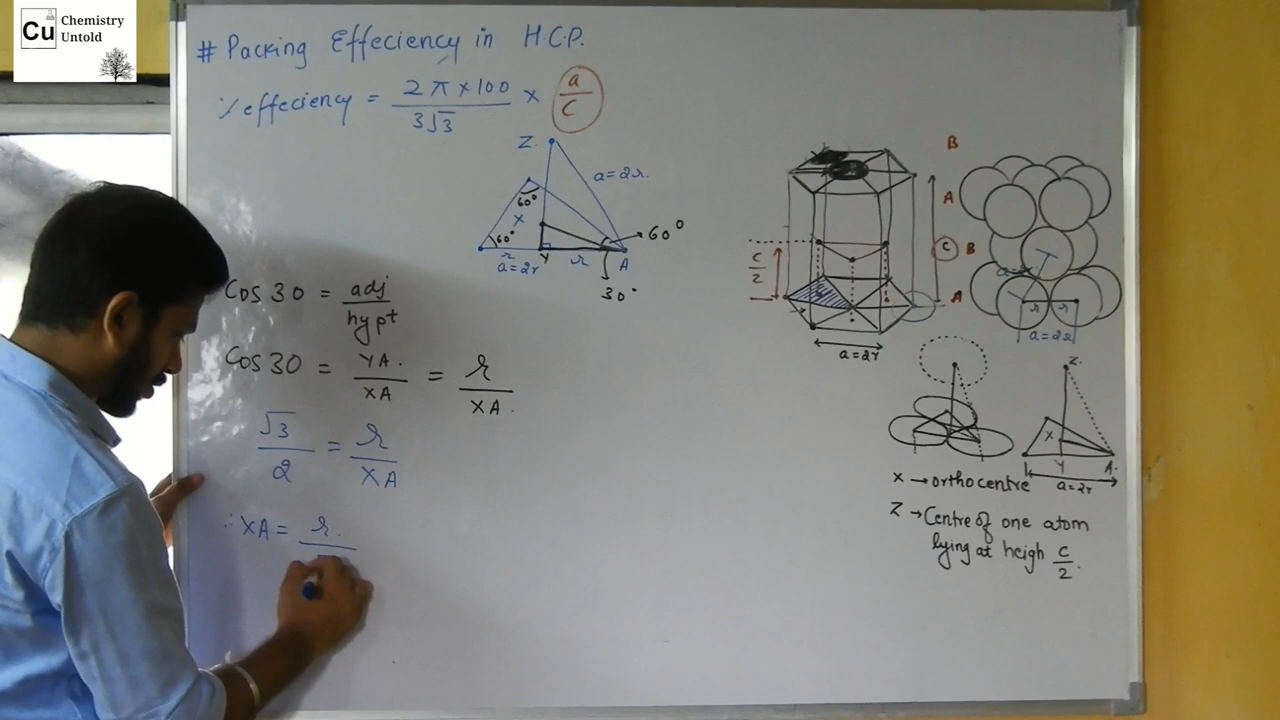 Cu Chemistry
Untold
# Packing Effeciency in H.C.P.
% effeciency = 2π×100 / 3√3 × a/C
Z.
a=2r.
60°
X
60°
60°
r
Y
r
A
a=2r
30°
Cos 30 = adj / hypt
Cos 30 = YA. / XA = r / XA.
√3 / 2 = r / XA
∴ XA = r.
B
A
C
B
A
c/2
a=2r
r
r
a=2r
Z.
X
Y
A.
a=2r
X → orthocentre
Z → Centre of one atom
lying at heigh c/2.